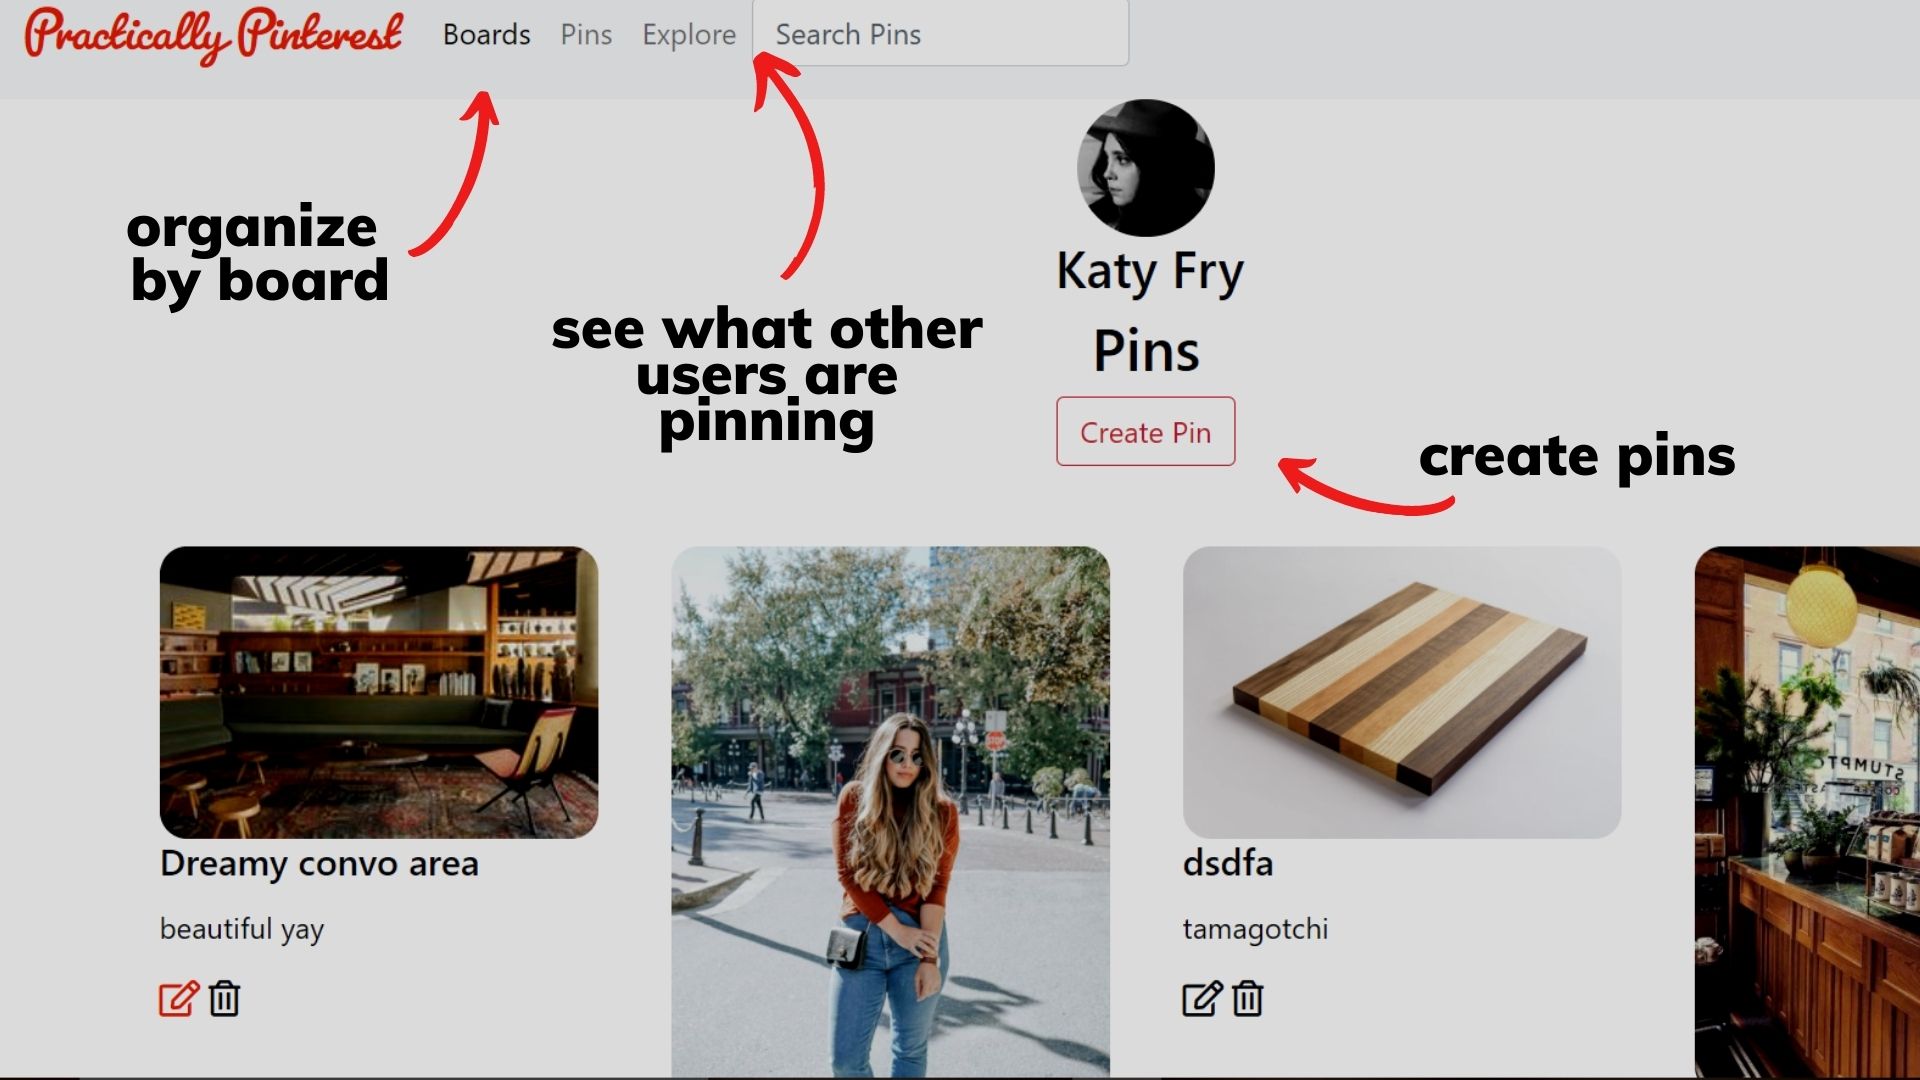 Practically Pinterest Boards Pins Explore Search Pins
organize
by board
see what other
users are
pinning
Katy Fry
Pins
Create Pin
create pins
Dreamy convo area
beautiful yay
dsdfa
tamagotchi